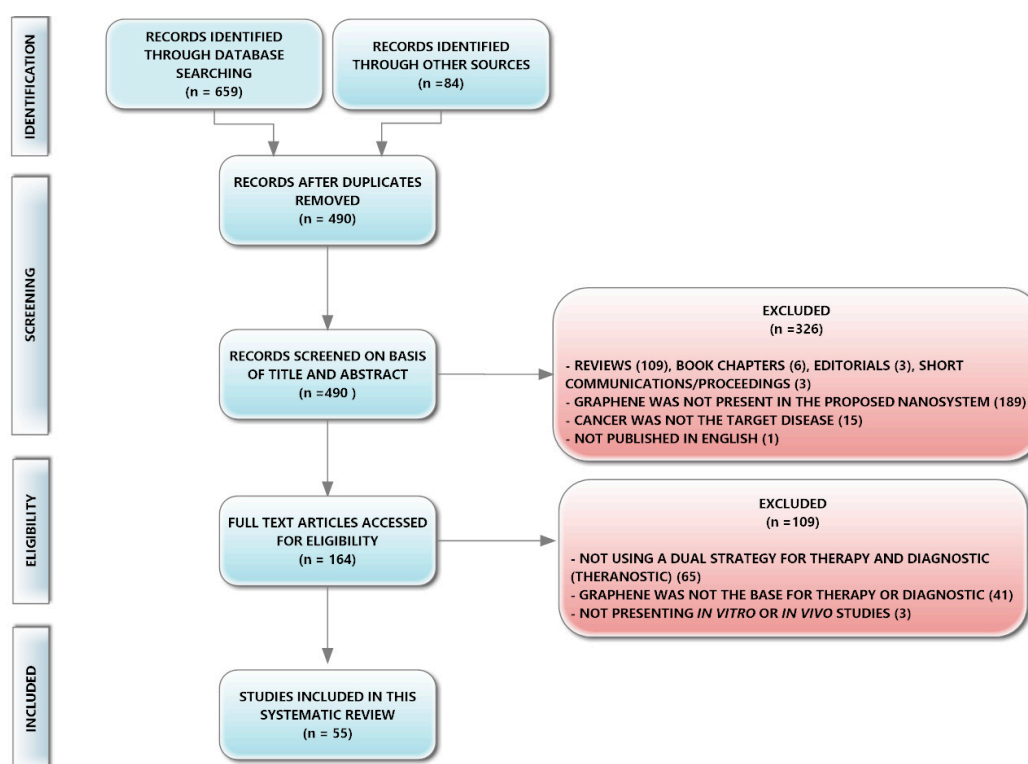 IDENTIFICATION
RECORDS IDENTIFIED
THROUGH DATABASE
SEARCHING
(n = 659)
RECORDS IDENTIFIED
THROUGH OTHER SOURCES
(n =84)
RECORDS AFTER DUPLICATES
REMOVED
(n = 490)
SCREENING
RECORDS SCREENED ON BASIS
OF TITLE AND ABSTRACT
(n =490 )
EXCLUDED
(n =326)
- REVIEWS (109), BOOK CHAPTERS (6), EDITORIALS (3), SHORT
COMMUNICATIONS/PROCEEDINGS (3)
- GRAPHENE WAS NOT PRESENT IN THE PROPOSED NANOSYSTEM (189)
- CANCER WAS NOT THE TARGET DISEASE (15)
- NOT PUBLISHED IN ENGLISH (1)
ELIGIBILITY
FULL TEXT ARTICLES ACCESSED
FOR ELIGIBILITY
(n = 164)
EXCLUDED
(n =109)
- NOT USING A DUAL STRATEGY FOR THERAPY AND DIAGNOSTIC
(THERANOSTIC) (65)
- GRAPHENE WAS NOT THE BASE FOR THERAPY OR DIAGNOSTIC (41)
- NOT PRESENTING IN VITRO OR IN VIVO STUDIES (3)
INCLUDED
STUDIES INCLUDED IN THIS
SYSTEMATIC REVIEW
(n = 55)